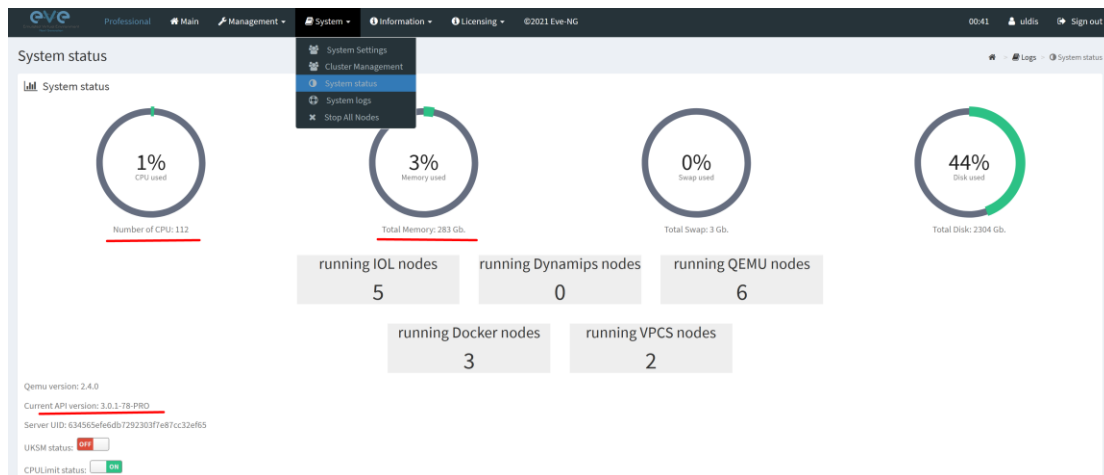 eve
Professional Main Management System Information Licensing ©2021 Eve-NG 00:41 uldis Sign out
System status
Logs System status
System Settings
Cluster Management
System status
System logs
Stop All Nodes
System status
1%
CPU used
Number of CPU: 112
3%
Memory used
Total Memory: 283 Gb.
0%
Swap used
Total Swap: 3 Gb.
44%
Disk used
Total Disk: 2304 Gb.
running IOL nodes
5
running Dynamips nodes
0
running QEMU nodes
6
running Docker nodes
3
running VPCS nodes
2
Qemu version: 2.4.0
Current API version: 3.0.1-78-PRO
Server UID: 634565efe6db7292303f7e87cc32ef65
UKSM status: OFF
CPULimit status: ON